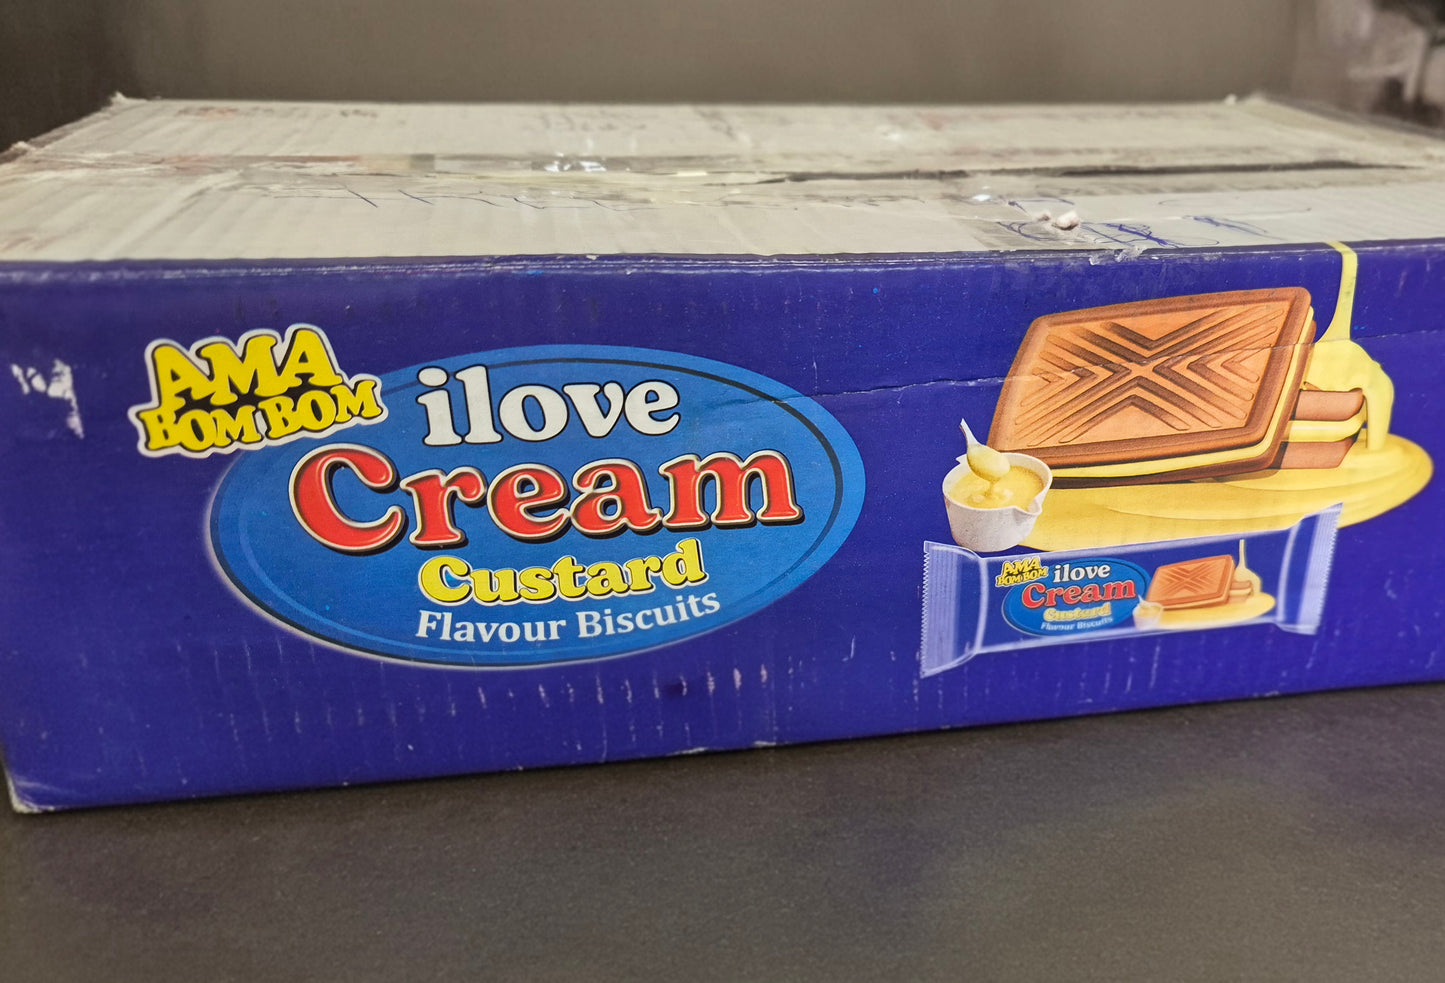 AMA
BOM BOM
ilove
Cream
Custard
Flavour Biscuits
AMA
BOM BOM
ilove
Cream
Custard
Flavour Biscuits